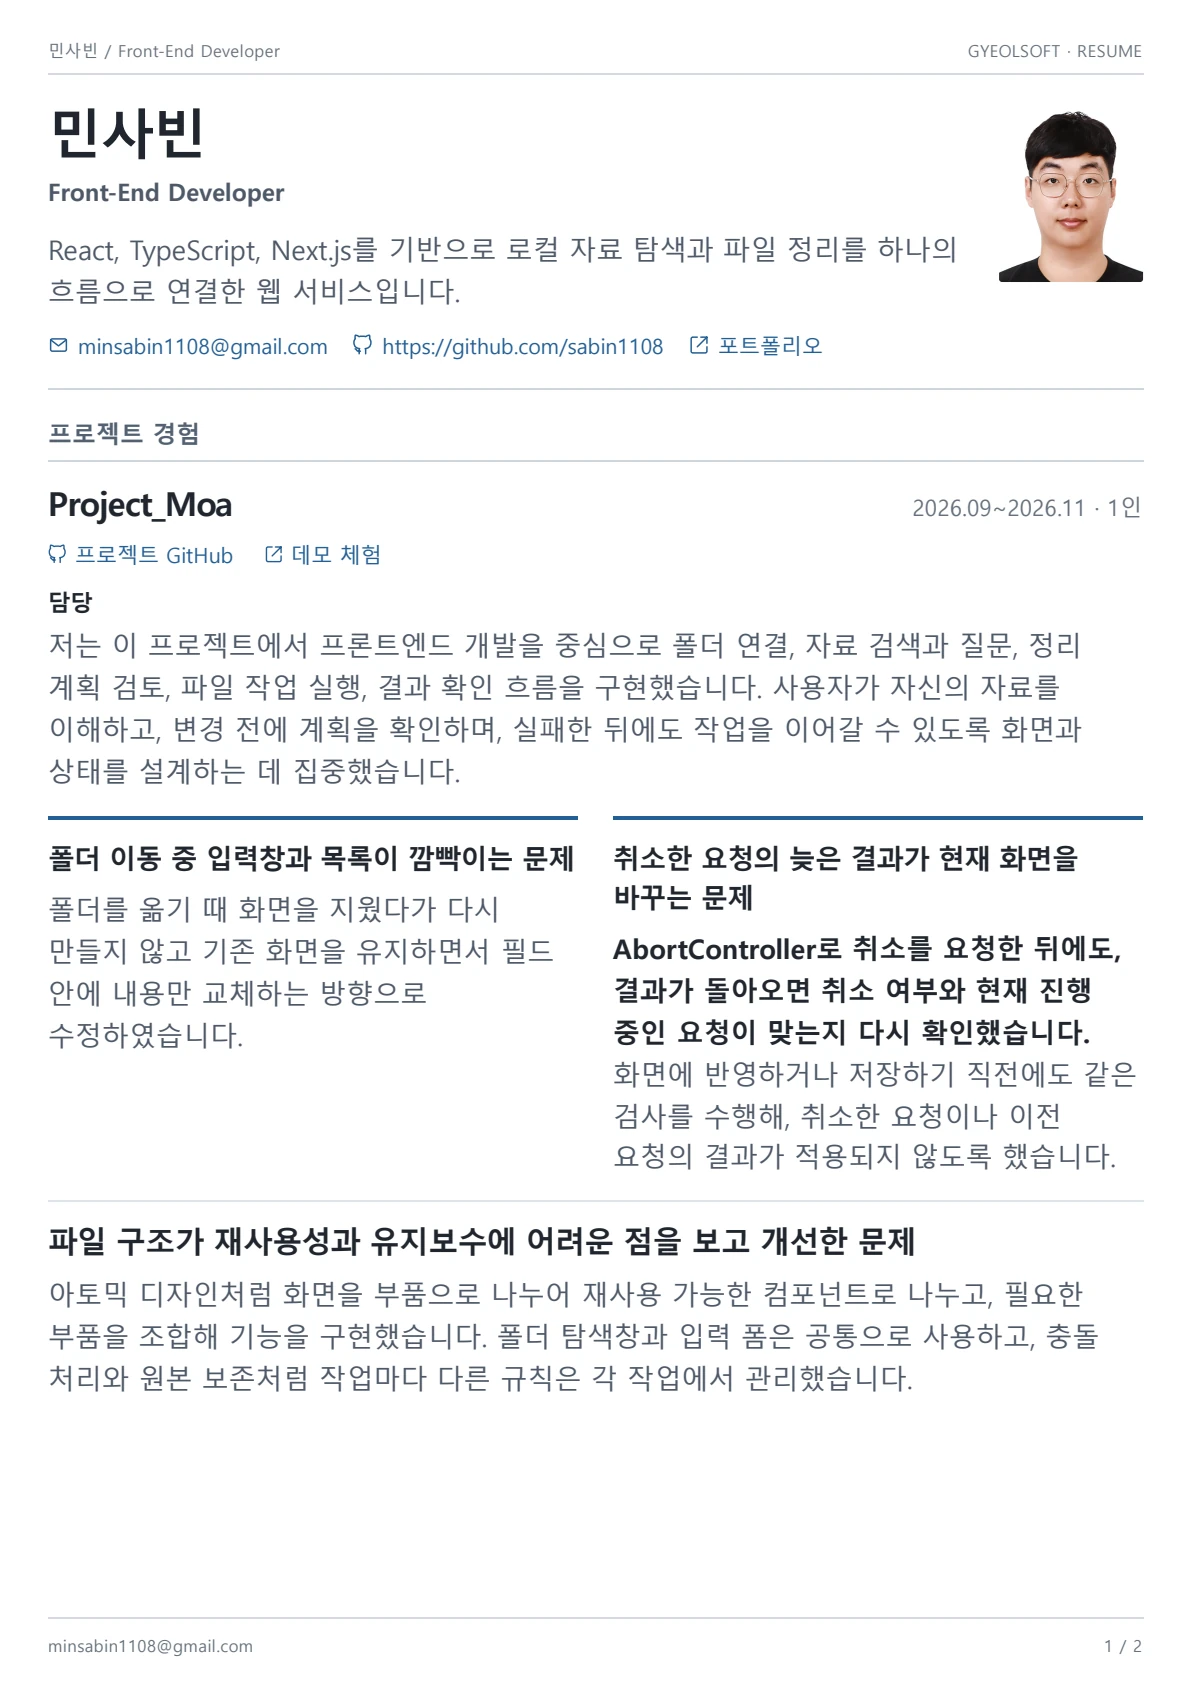 민사빈 / Front-End Developer
GYEOLSOFT · RESUME
민사빈
Front-End Developer
React, TypeScript, Next.js를 기반으로 로컬 자료 탐색과 파일 정리를 하나의
흐름으로 연결한 웹 서비스입니다.
minsabin1108@gmail.com https://github.com/sabin1108 포트폴리오
프로젝트 경험
Project_Moa
2026.09~2026.11 · 1인
프로젝트 GitHub 데모 체험
담당
저는 이 프로젝트에서 프론트엔드 개발을 중심으로 폴더 연결, 자료 검색과 질문, 정리
계획 검토, 파일 작업 실행, 결과 확인 흐름을 구현했습니다. 사용자가 자신의 자료를
이해하고, 변경 전에 계획을 확인하며, 실패한 뒤에도 작업을 이어갈 수 있도록 화면과
상태를 설계하는 데 집중했습니다.
폴더 이동 중 입력창과 목록이 깜빡이는 문제
폴더를 옮기 때 화면을 지웠다가 다시
만들지 않고 기존 화면을 유지하면서 필드
안에 내용만 교체하는 방향으로
수정하였습니다.
취소한 요청의 늦은 결과가 현재 화면을
바꾸는 문제
AbortController로 취소를 요청한 뒤에도,
결과가 돌아오면 취소 여부와 현재 진행
중인 요청이 맞는지 다시 확인했습니다.
화면에 반영하거나 저장하기 직전에도 같은
검사를 수행해, 취소한 요청이나 이전
요청의 결과가 적용되지 않도록 했습니다.
파일 구조가 재사용성과 유지보수에 어려운 점을 보고 개선한 문제
아토믹 디자인처럼 화면을 부품으로 나누어 재사용 가능한 컴포넌트로 나누고, 필요한
부품을 조합해 기능을 구현했습니다. 폴더 탐색창과 입력 폼은 공통으로 사용하고, 충돌
처리와 원본 보존처럼 작업마다 다른 규칙은 각 작업에서 관리했습니다.
minsabin1108@gmail.com
1 / 2